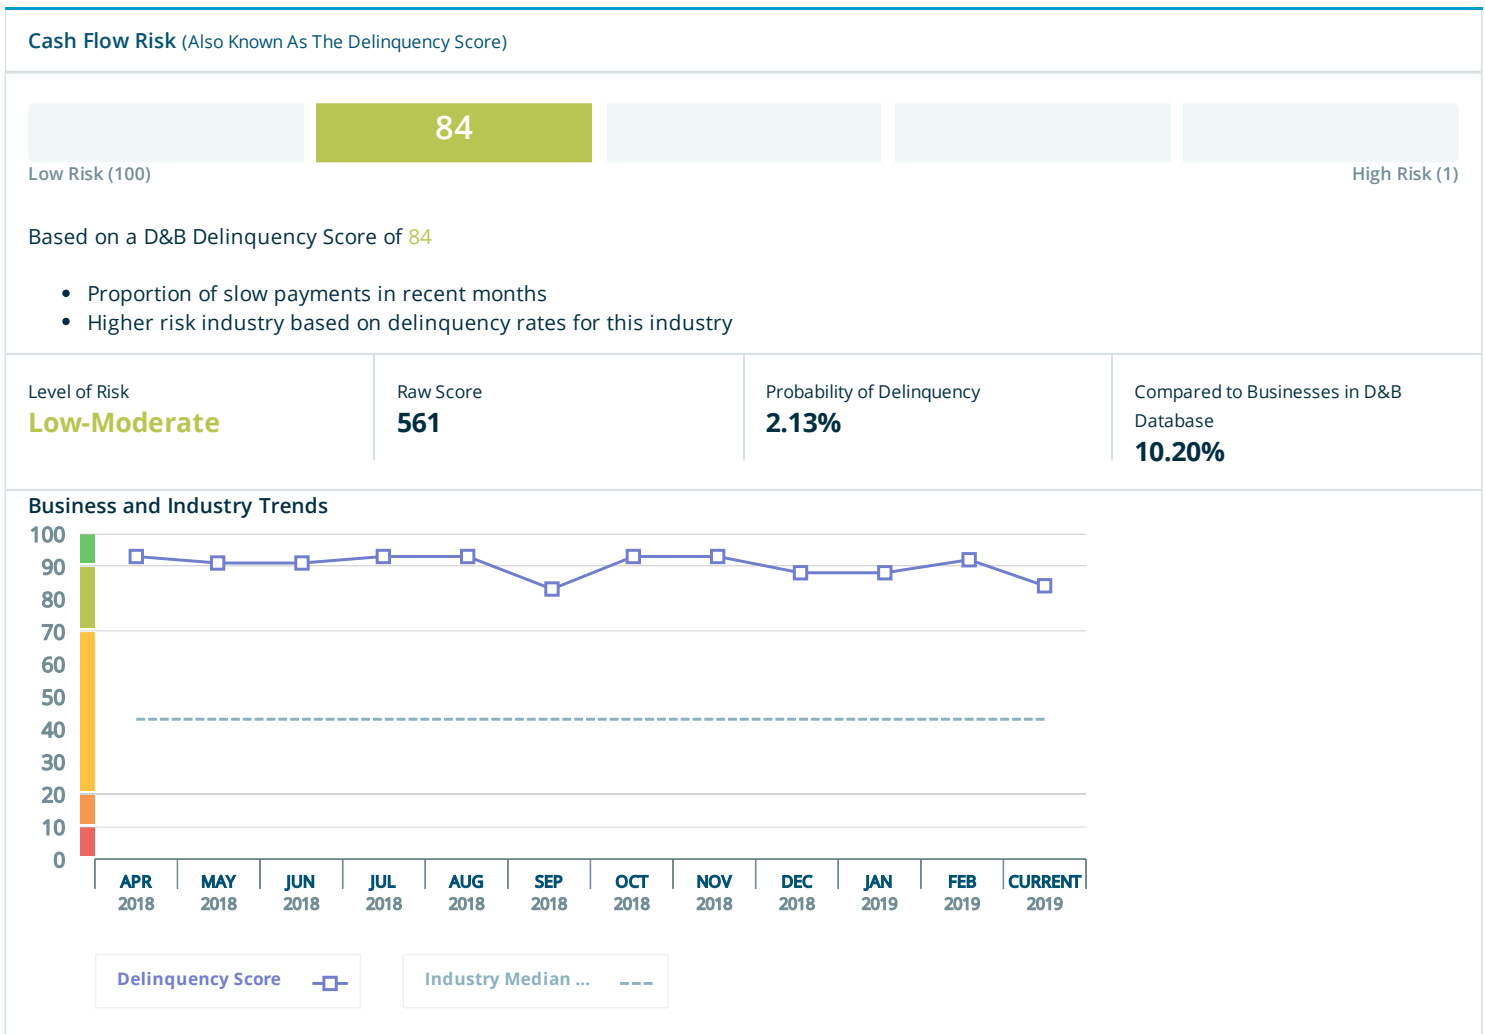 Cash Flow Risk (Also Known As The Delinquency Score)
84
Low Risk (100)
High Risk (1)
Based on a D&B Delinquency Score of 84
• Proportion of slow payments in recent months
• Higher risk industry based on delinquency rates for this industry
Level of Risk
Low-Moderate
Raw Score
561
Probability of Delinquency
2.13%
Compared to Businesses in D&B
Database
10.20%
Business and Industry Trends
100
90
80
70
60
50
40
30
20
10
0
APR
2018
MAY
2018
JUN
2018
JUL
2018
AUG
2018
SEP
2018
OCT
2018
NOV
2018
DEC
2018
JAN
2019
FEB
2019
CURRENT
2019
Delinquency Score
Industry Median ...